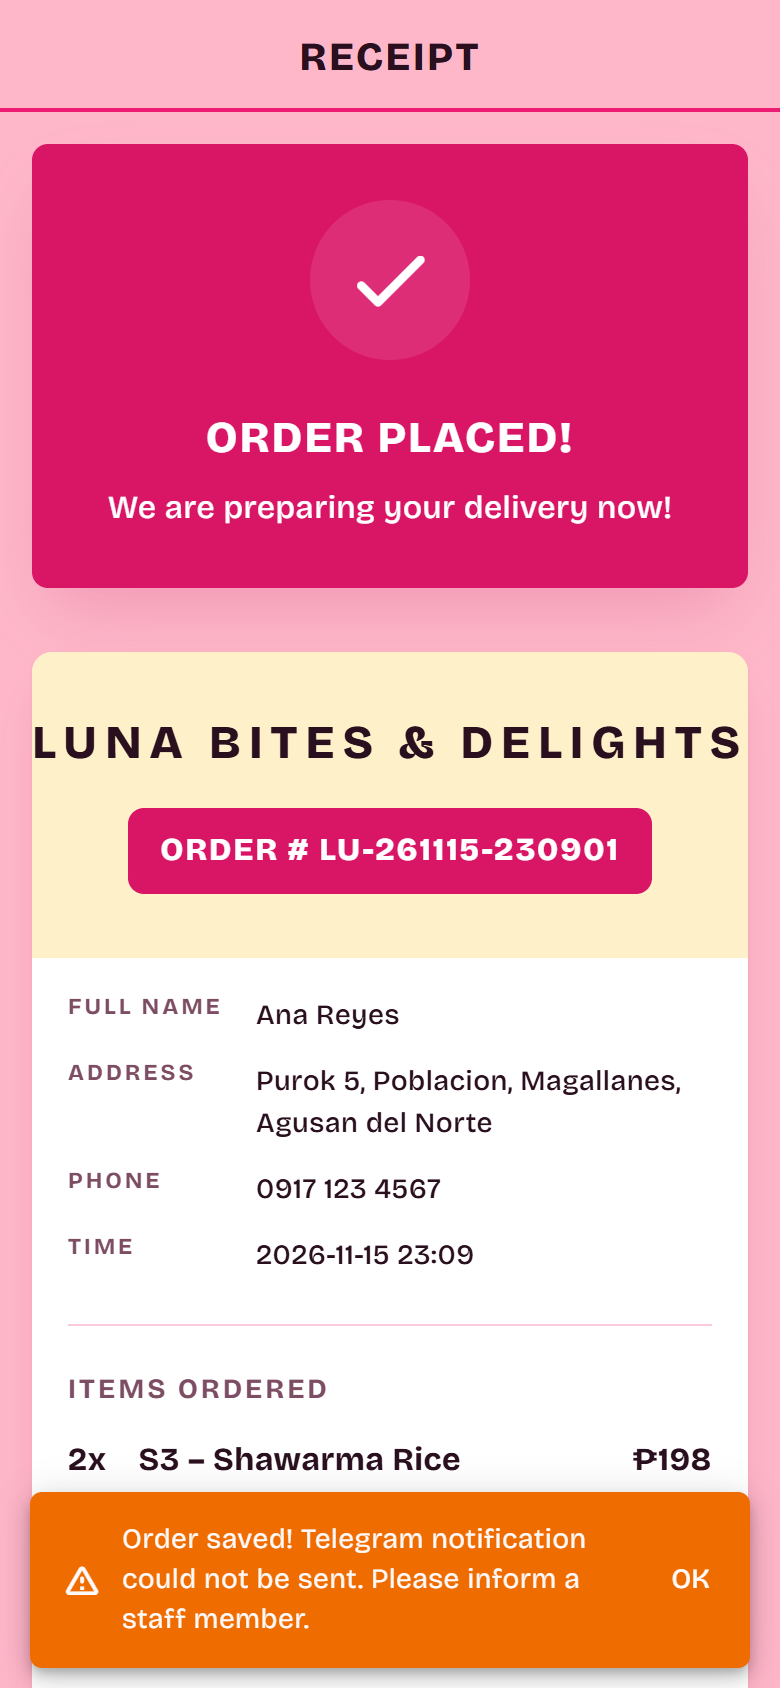 RECEIPT
ORDER PLACED!
We are preparing your delivery now!
LUNA BITES & DELIGHTS
ORDER # LU-261115-230901
FULL NAME Ana Reyes
ADDRESS Purok 5, Poblacion, Magallanes,
Agusan del Norte
PHONE 0917 123 4567
TIME 2026-11-15 23:09
ITEMS ORDERED
2x S3 – Shawarma Rice ₱198
Order saved! Telegram notification
could not be sent. Please inform a
staff member.
OK